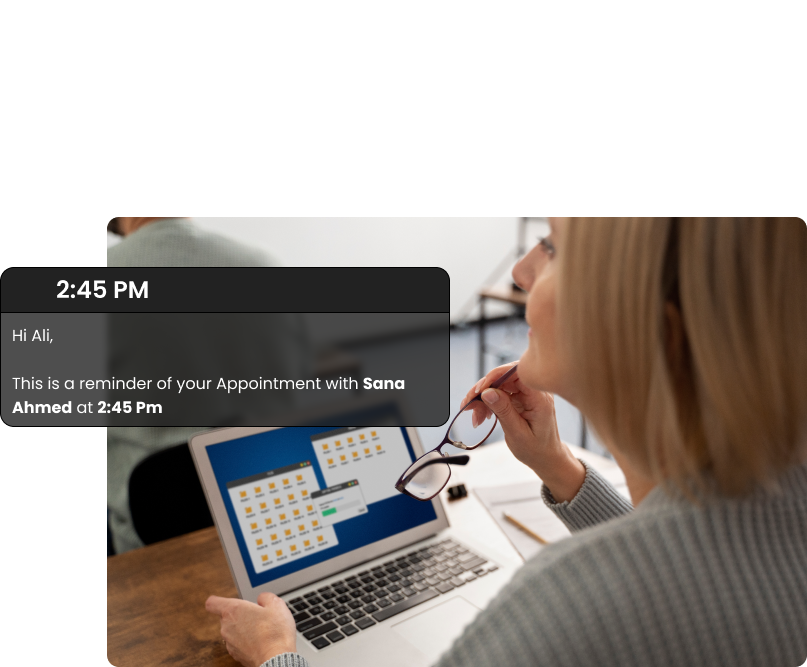 2:45 PM
Hi Ali,
This is a reminder of your Appointment with Sana
Ahmed at 2:45 Pm